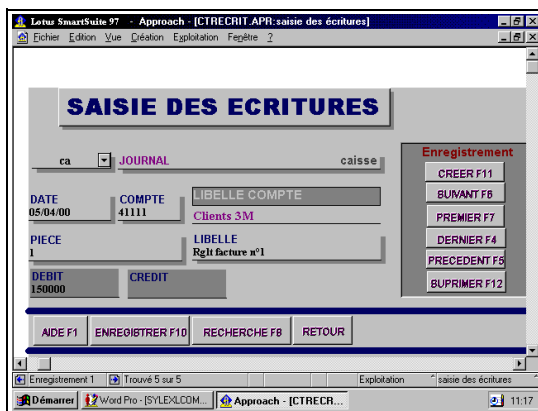 Lotus SmartSuite 97 - Approach - [CTRECRIT.APR:saisie des écritures]
Fichier Edition Vue Création Exploitation Fenêtre ?
SAISIE DES ECRITURES
ca JOURNAL caisse
Enregistrement
CREER F11
SUIVANT F6
PREMIER F7
DERNIER F4
PRECEDENT F5
SUPRIMER F12
DATE COMPTE LIBELLE COMPTE
05/04/00 41111 Clients 3M
PIECE LIBELLE
1 Rglt facture n°1
DEBIT CREDIT
150000
AIDE F1 ENREGISTRER F10 RECHERCHE F8 RETOUR
Enregistrement 1 Trouvé 5 sur 5 Exploitation saisie des écritures
Démarrer Word Pro - [SYLEXLCOM... Approach - [CTRECR... 11:17